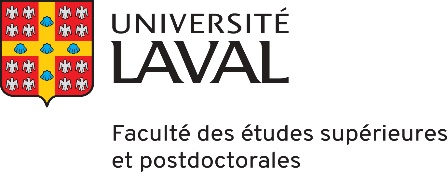 UNIVERSITÉ
LAVAL
Faculté des études supérieures
et postdoctorales